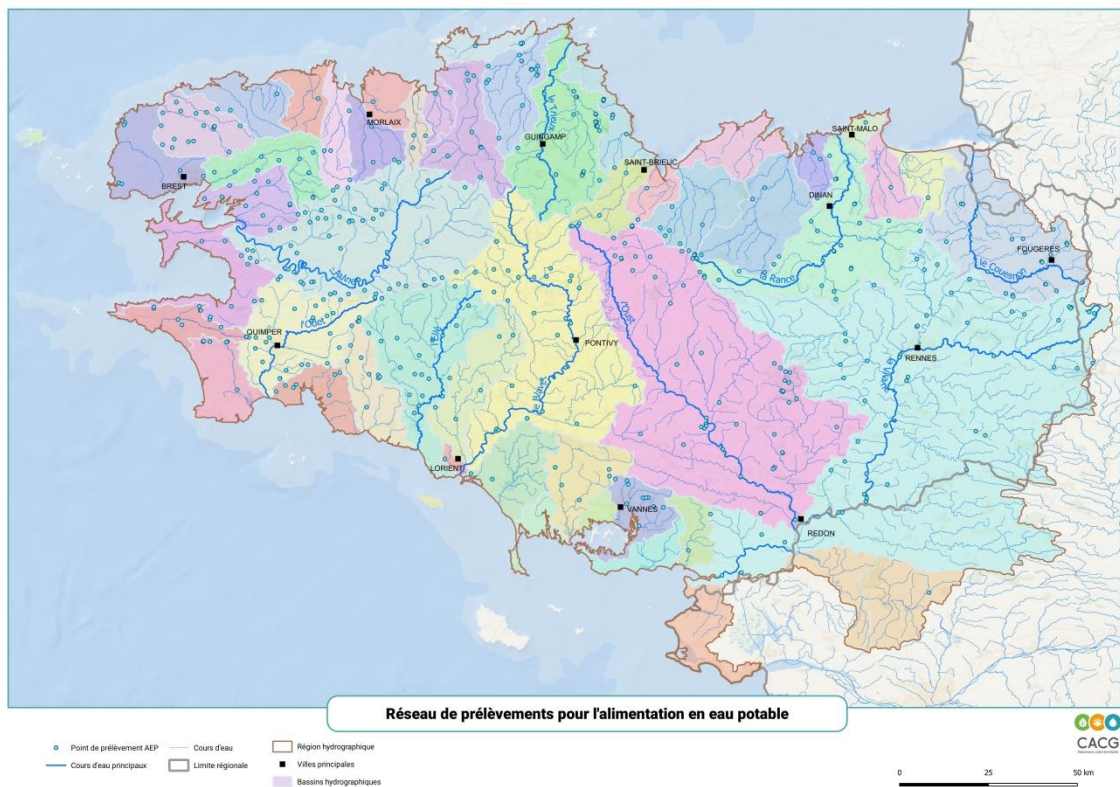 MORLAIX
le Trieux
GUINGAMP
SAINT-BRIEUC
SAINT-MALO
BREST
DINAN
FOUGERES
le Couesnon
la Rance
l'Oust
l'Odet
QUIMPER
PONTIVY
RENNES
la Vilaine
le Blavet
LORIENT
VANNES
REDON
Réseau de prélèvements pour l'alimentation en eau potable
Point de prélèvement AEP
Cours d'eau
Région hydrographique
Cours d'eau principaux
Limite régionale
Villes principales
Bassins hydrographiques
CACG
0 25 50 km